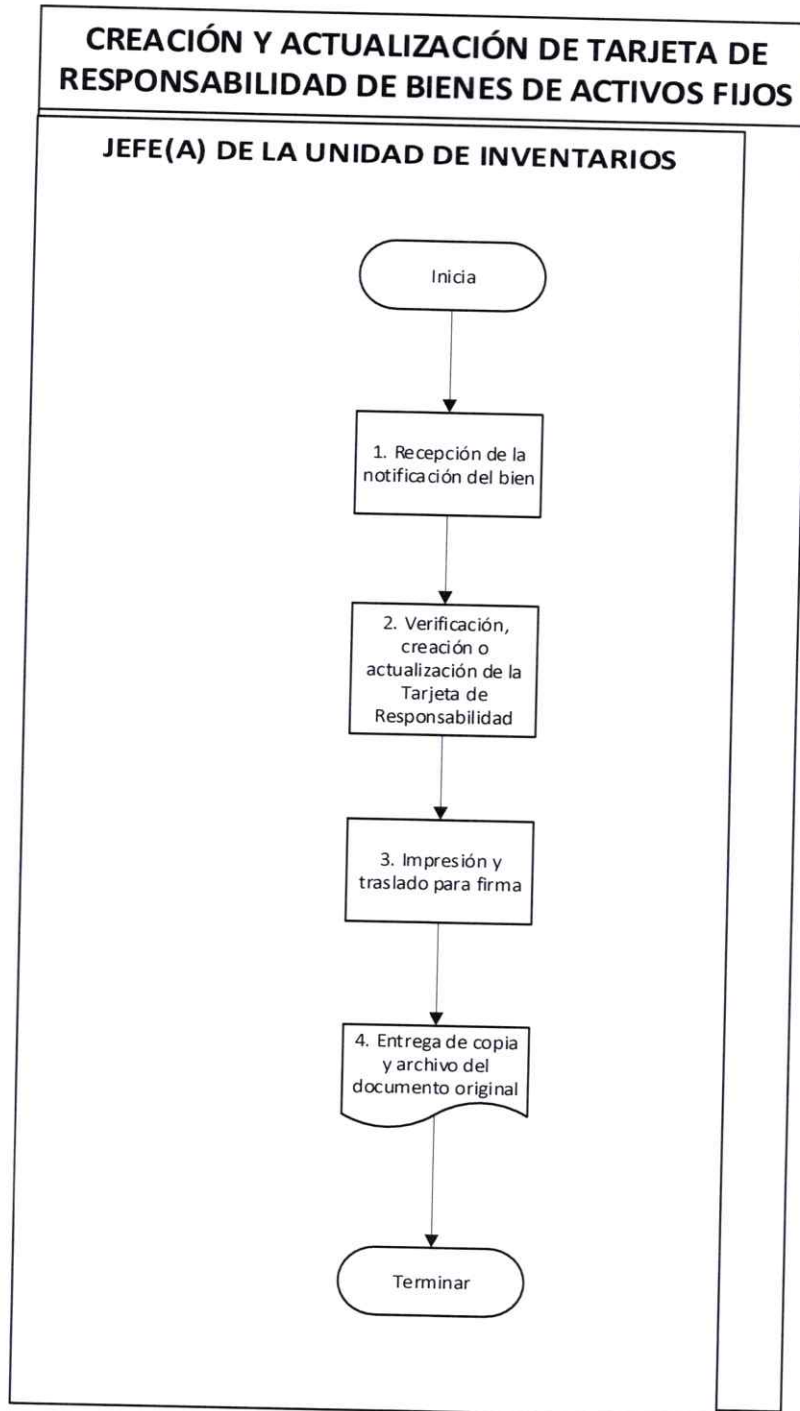 CREACIÓN Y ACTUALIZACIÓN DE TARJETA DE
RESPONSABILIDAD DE BIENES DE ACTIVOS FIJOS
JEFE(A) DE LA UNIDAD DE INVENTARIOS
Inicia
1. Recepción de la
notificación del bien
2. Verificación,
creación o
actualización de la
Tarjeta de
Responsabilidad
3. Impresión y
traslado para firma
4. Entrega de copia
y archivo del
documento original
Terminar